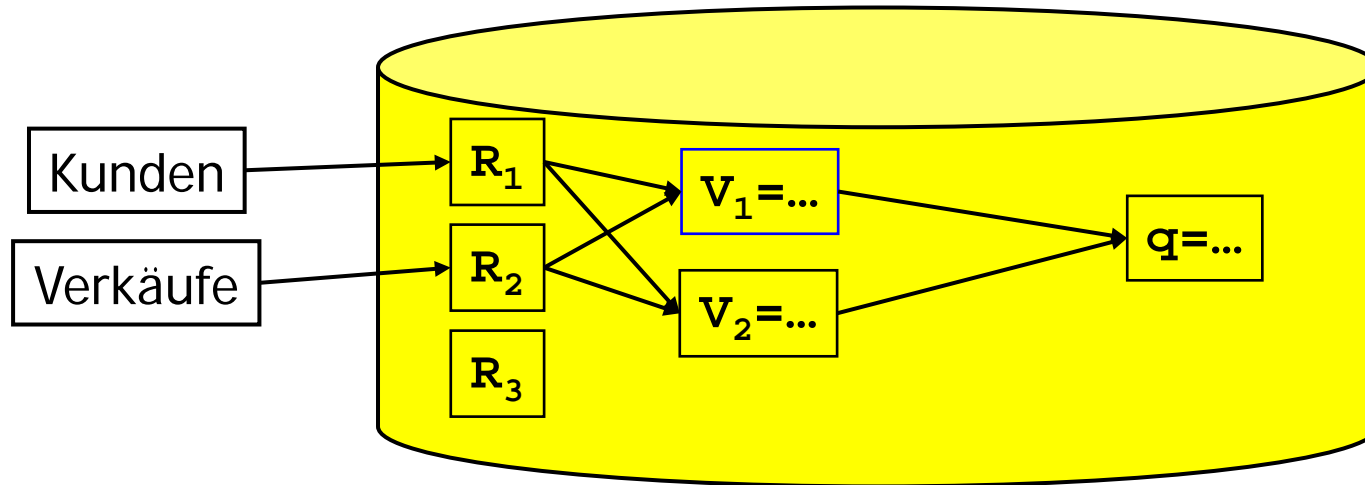 Kunden
Verkäufe
R₁
R₂
R₃
V₁=…
V₂=…
q=…